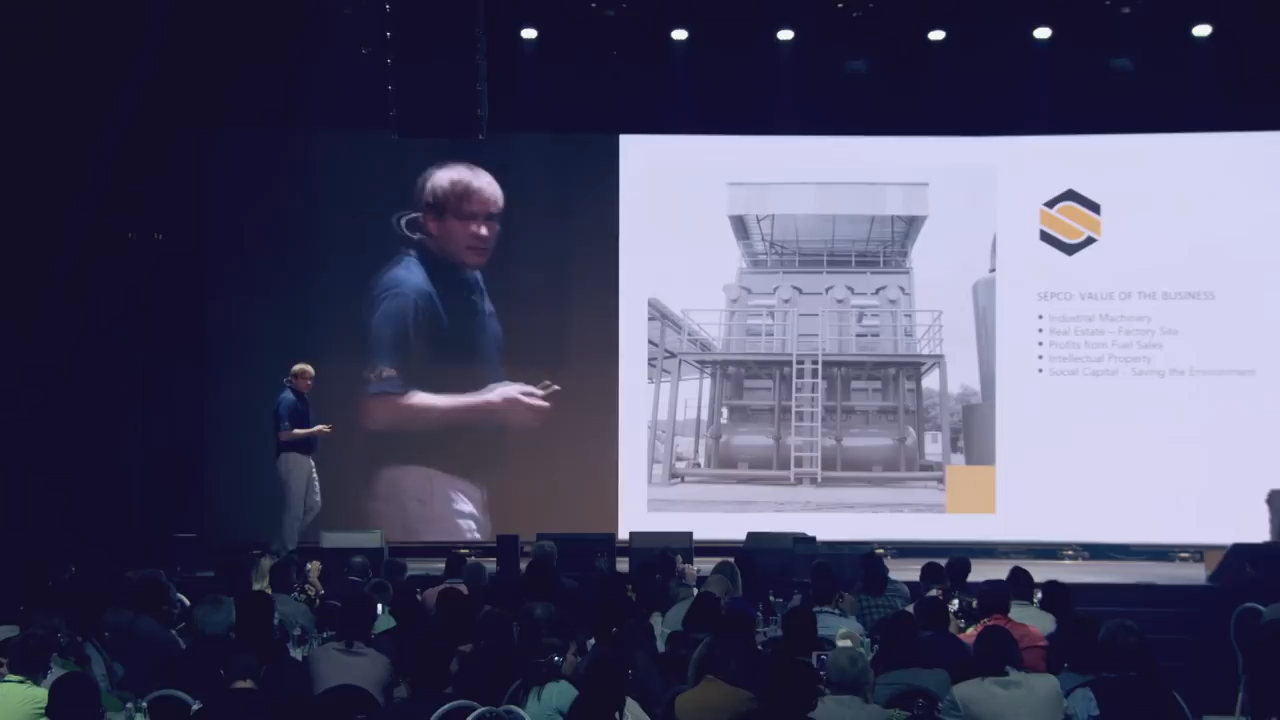 SEPCO: VALUE OF THE BUSINESS
• Industrial Machinery
• Real Estate – Factory Site
• Profits from Fuel Sales
• Intellectual Property
• Social Capital – Saving the Environment